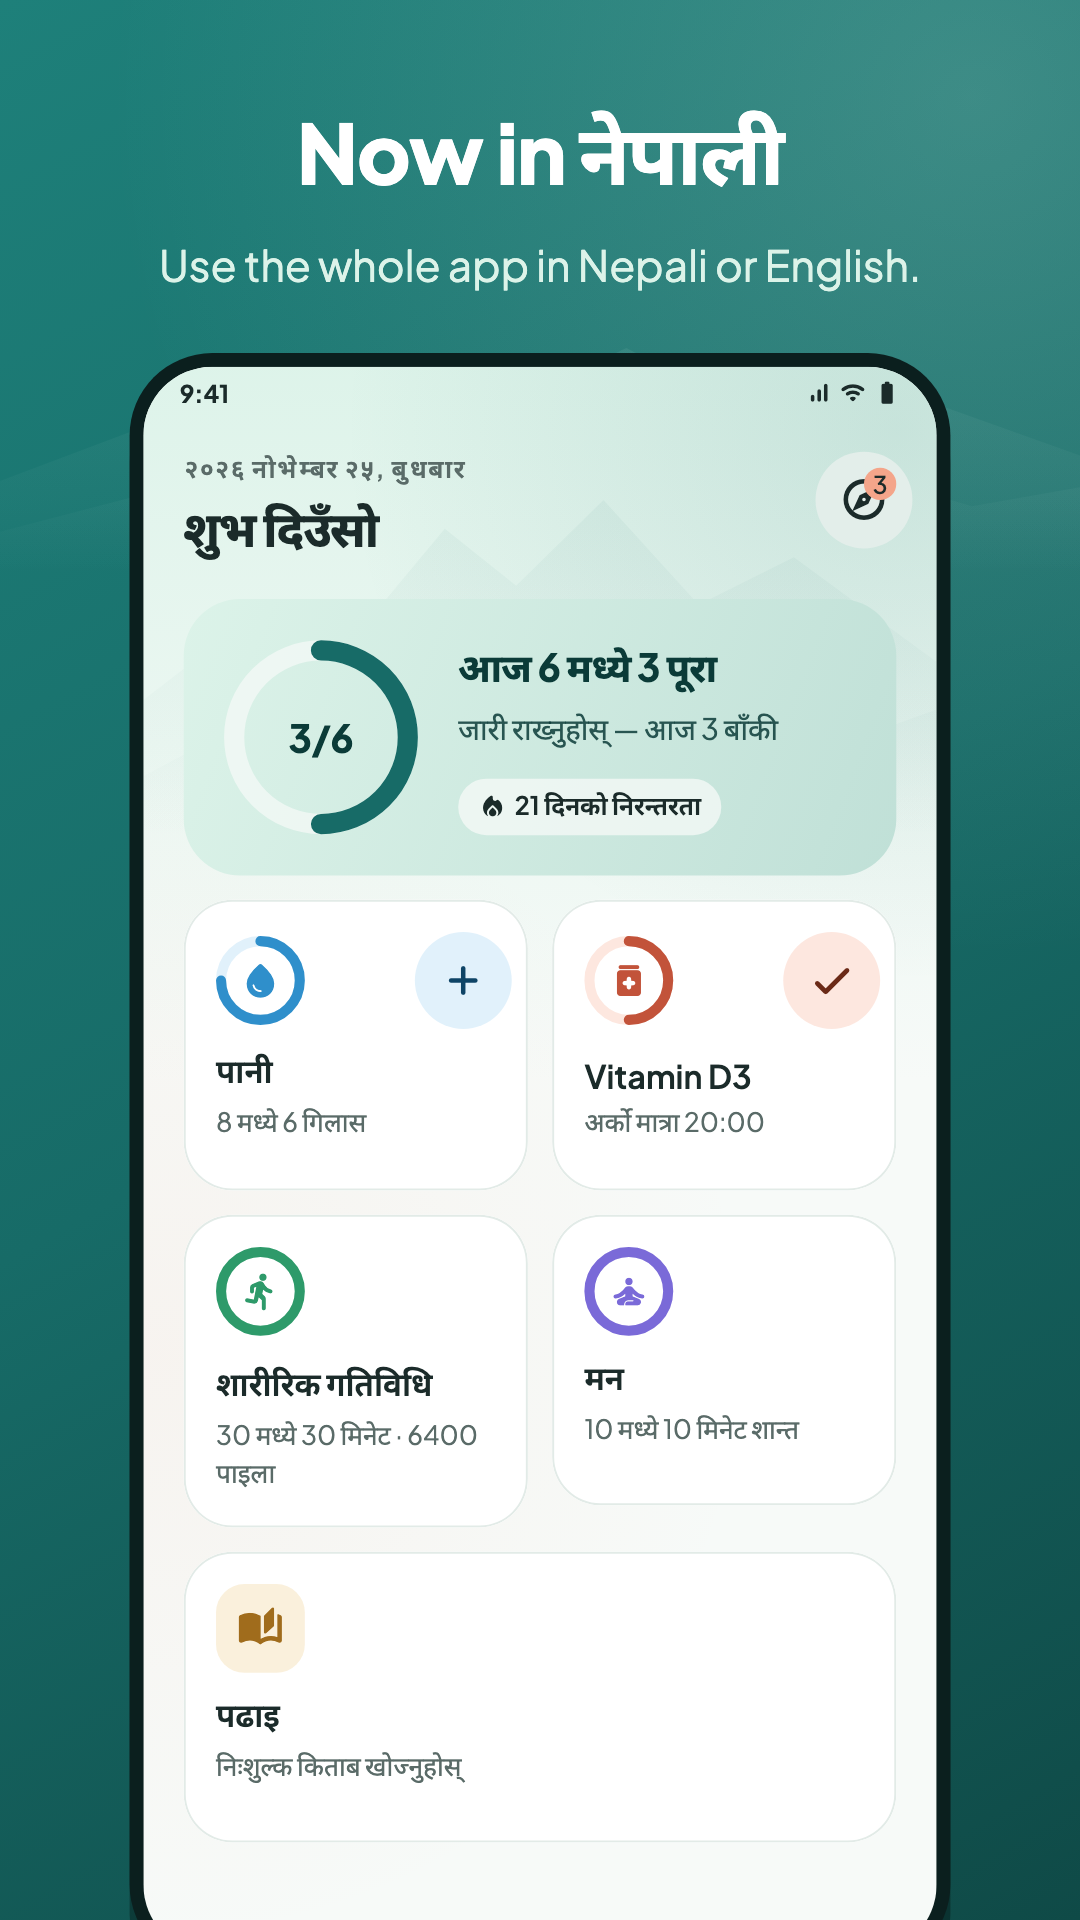 Now in नेपाली
Use the whole app in Nepali or English.
9:41
२०२६ नोभेम्बर २५, बुधबार
शुभ दिउँसो
3
3/6
आज 6 मध्ये 3 पूरा
जारी राख्नुहोस् — आज 3 बाँकी
21 दिनको निरन्तरता
पानी
8 मध्ये 6 गिलास
Vitamin D3
अर्को मात्रा 20:00
शारीरिक गतिविधि
30 मध्ये 30 मिनेट · 6400
पाइला
मन
10 मध्ये 10 मिनेट शान्त
पढाइ
निःशुल्क किताब खोज्नुहोस्